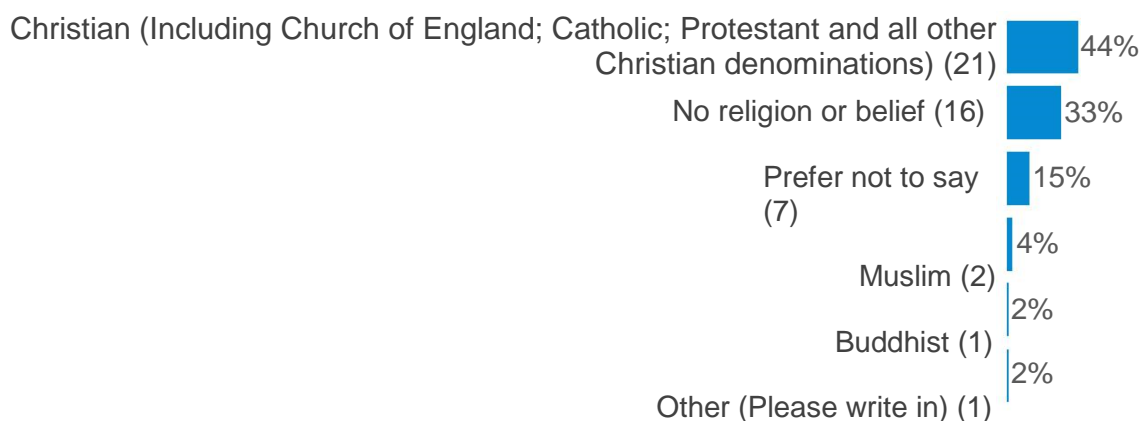 Christian (Including Church of England; Catholic; Protestant and all other
Christian denominations) (21)
44%
No religion or belief (16)
33%
Prefer not to say
(7)
15%
Muslim (2)
4%
Buddhist (1)
2%
Other (Please write in) (1)
2%